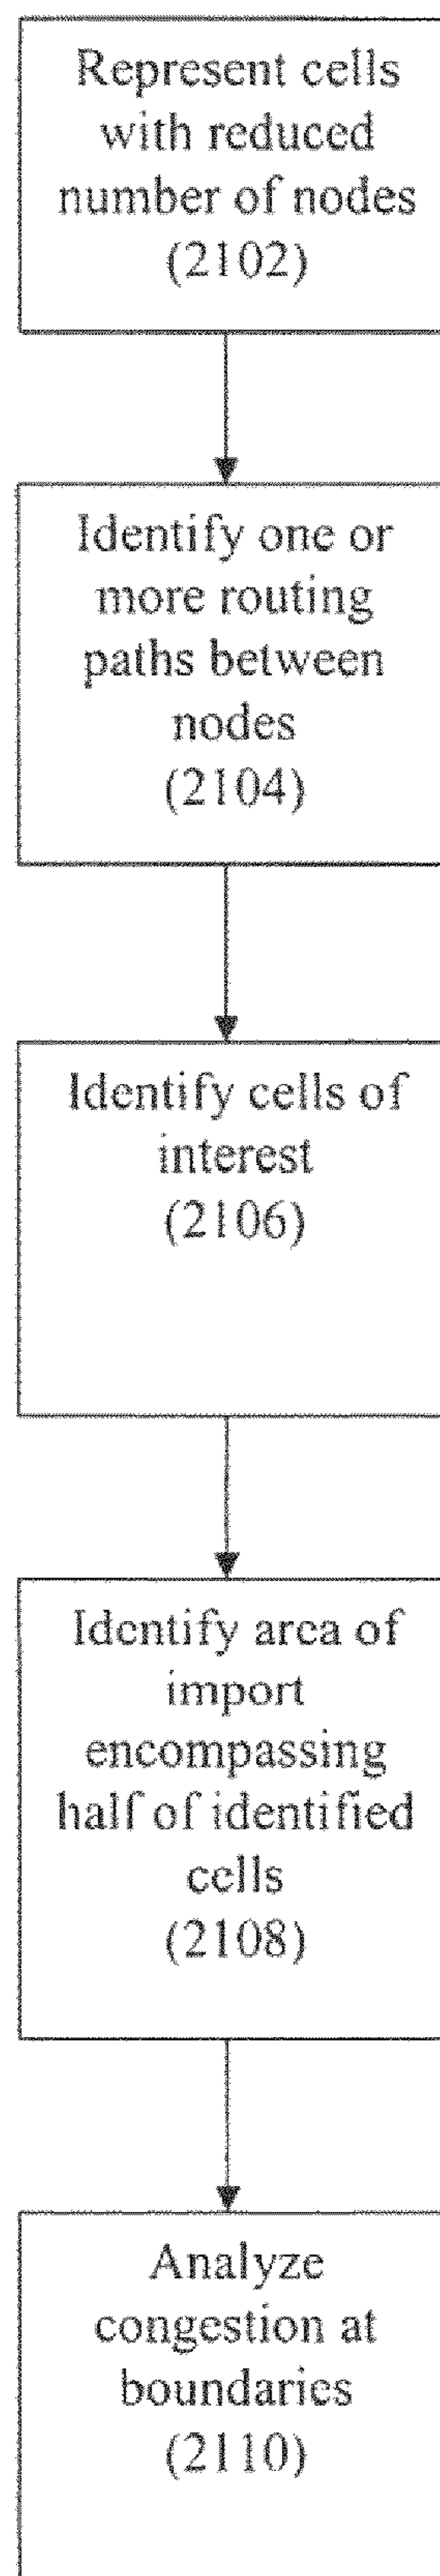 Represent cells
with reduced
number of nodes
(2102)
Identify one or
more routing
paths between
nodes
(2104)
Identify cells of
interest
(2106)
Identify area of
import
encompassing
half of identified
cells
(2108)
Analyze
congestion at
boundaries
(2110)